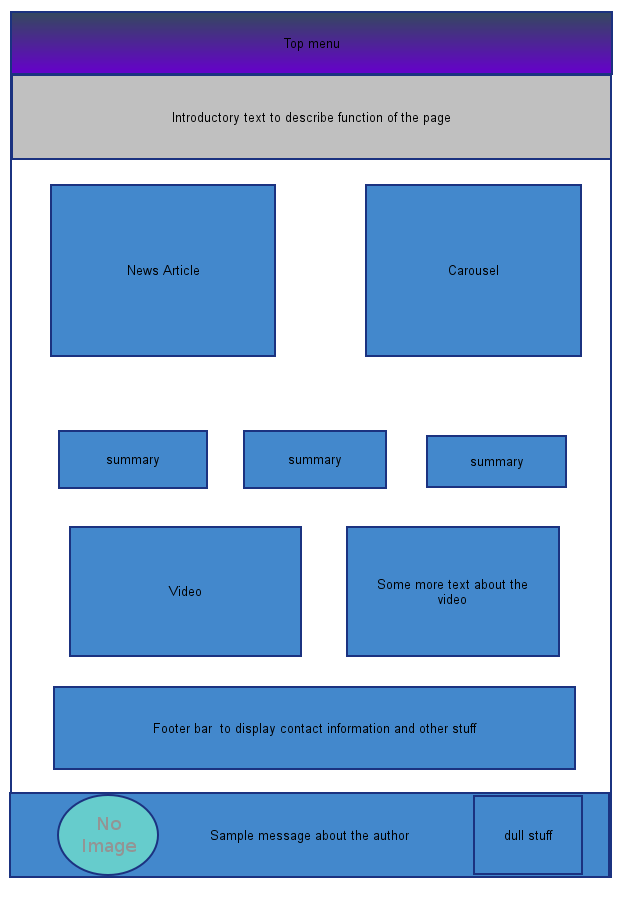 Top menu
Introductory text to describe function of the page
News Article
Carousel
summary
summary
summary
Video
Some more text about the
video
Footer bar  to display contact information and other stuff
No
Image
Sample message about the author
dull stuff